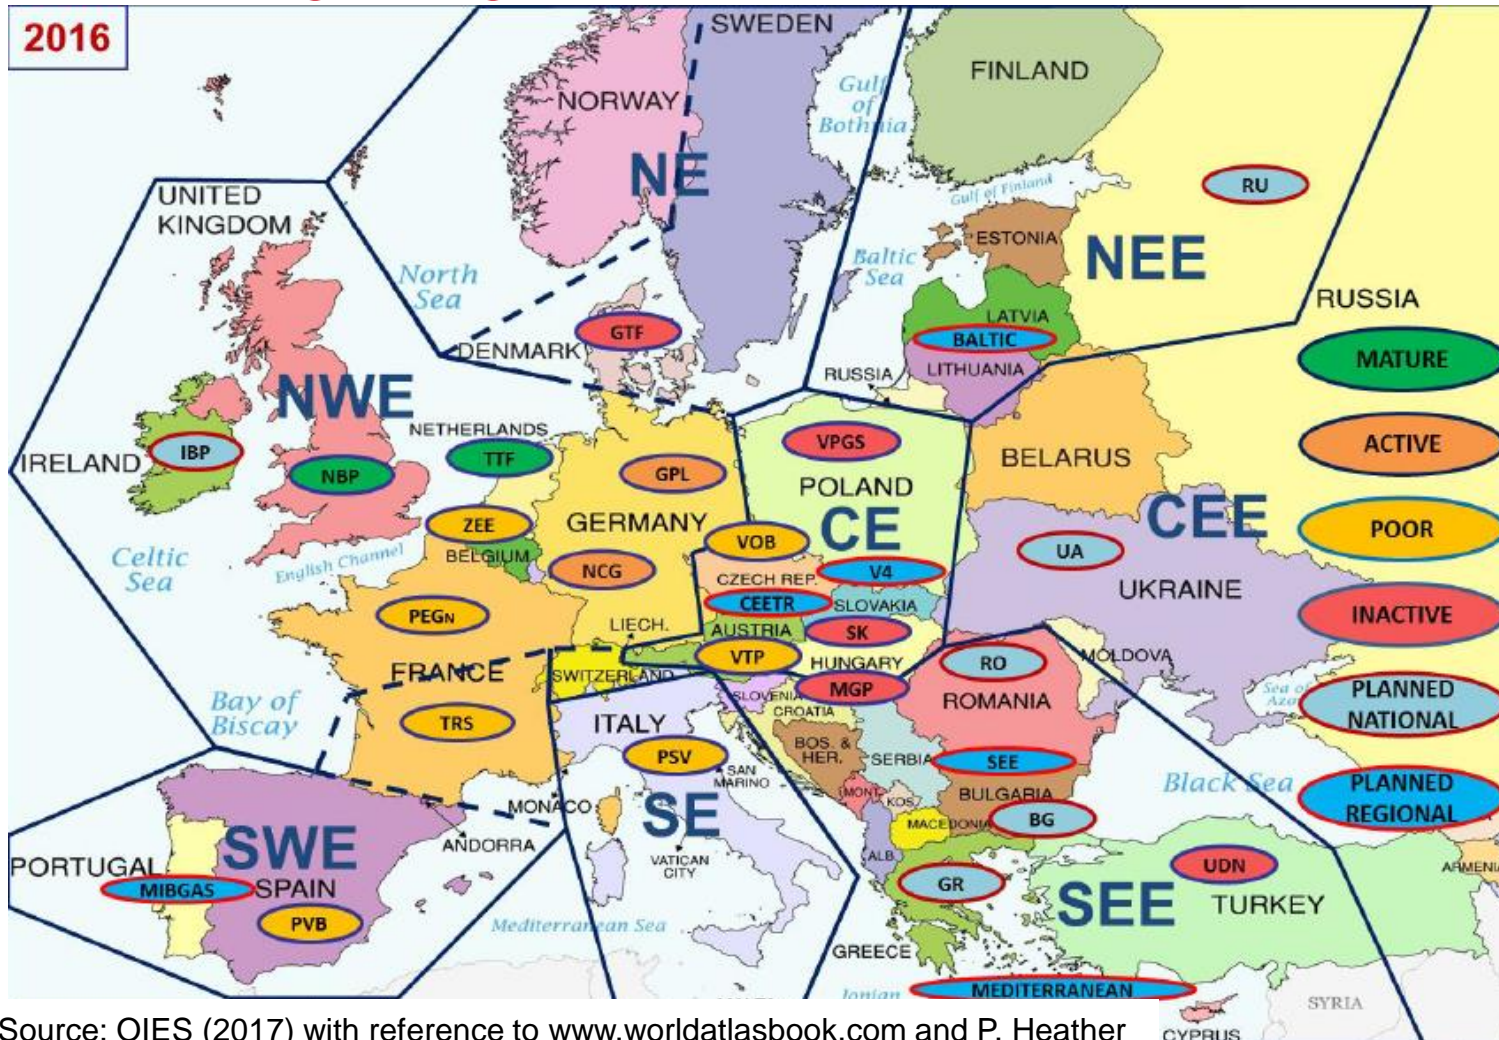 2016
SWEDEN
FINLAND
NORWAY
Gulf
of
Bothnia
NE
RU
Gulf of Finland
UNITED
KINGDOM
ESTONIA
NEE
North
Sea
Baltic
Sea
RUSSIA
LATVIA
GTF
BALTIC
DENMARK
MATURE
RUSSIA
LITHUANIA
NWE
NETHERLANDS
VPGS
ACTIVE
IRELAND
IBP
TTF
BELARUS
NBP
GPL
POLAND
CEE
ZEE
GERMANY
CE
POOR
VOB
UA
Celtic
Sea
English Channel
BELGIUM
NCG
CZECH REP.
V4
UKRAINE
CEETR
SLOVAKIA
PEGN
INACTIVE
LIECH.
AUSTRIA
SK
VTP
HUNGARY
RO
MOLDOVA
FRANCE
SWITZERLAND
MGP
PLANNED
NATIONAL
Sea of
Azo
Bay of
Biscay
SLOVENIA
CROATIA
ROMANIA
TRS
ITALY
PSV
BOS. &
HER.
SERBIA
SEE
SAN
MARINO
Black Sea
PLANNED
REGIONAL
MONACO
MONT.
KOS.
BULGARIA
SE
BG
MACEDONIA
ANDORRA
SWE
VATICAN
CITY
ALB.
UDN
ARMENI
PORTUGAL
MIBGAS
SPAIN
GR
SEE
TURKEY
PVB
Mediterranean Sea
GREECE
Ionian
MEDITERRANEAN
SYRIA
CYPRUS
Source: OIES (2017) with reference to www.worldatlasbook.com and P. Heather